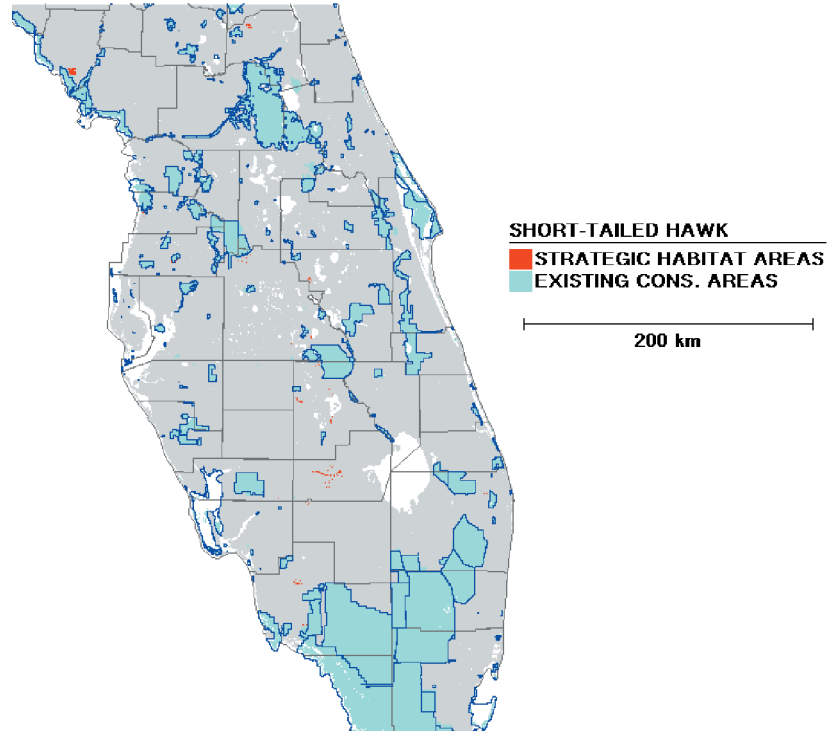 SHORT-TAILED HAWK
STRATEGIC HABITAT AREAS
EXISTING CONS. AREAS
200 km